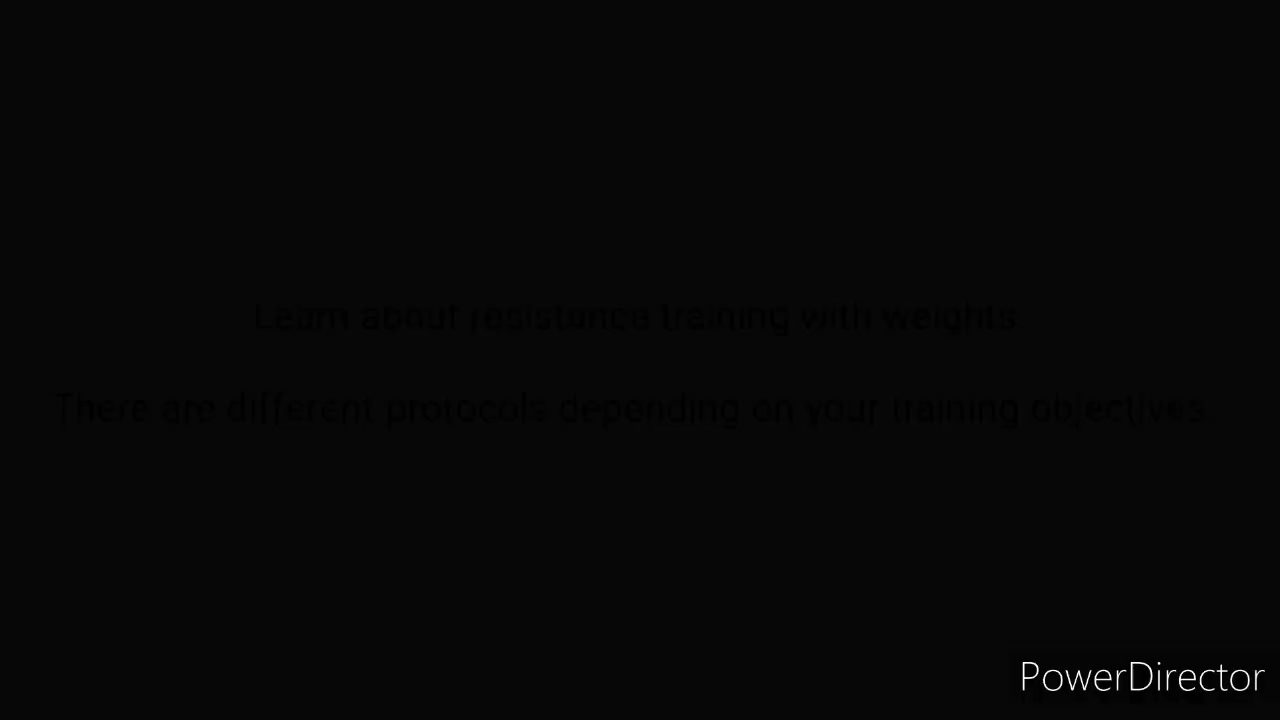 Learn about resistance training with weights
There are different protocols depending on your training objectives.
PowerDirector